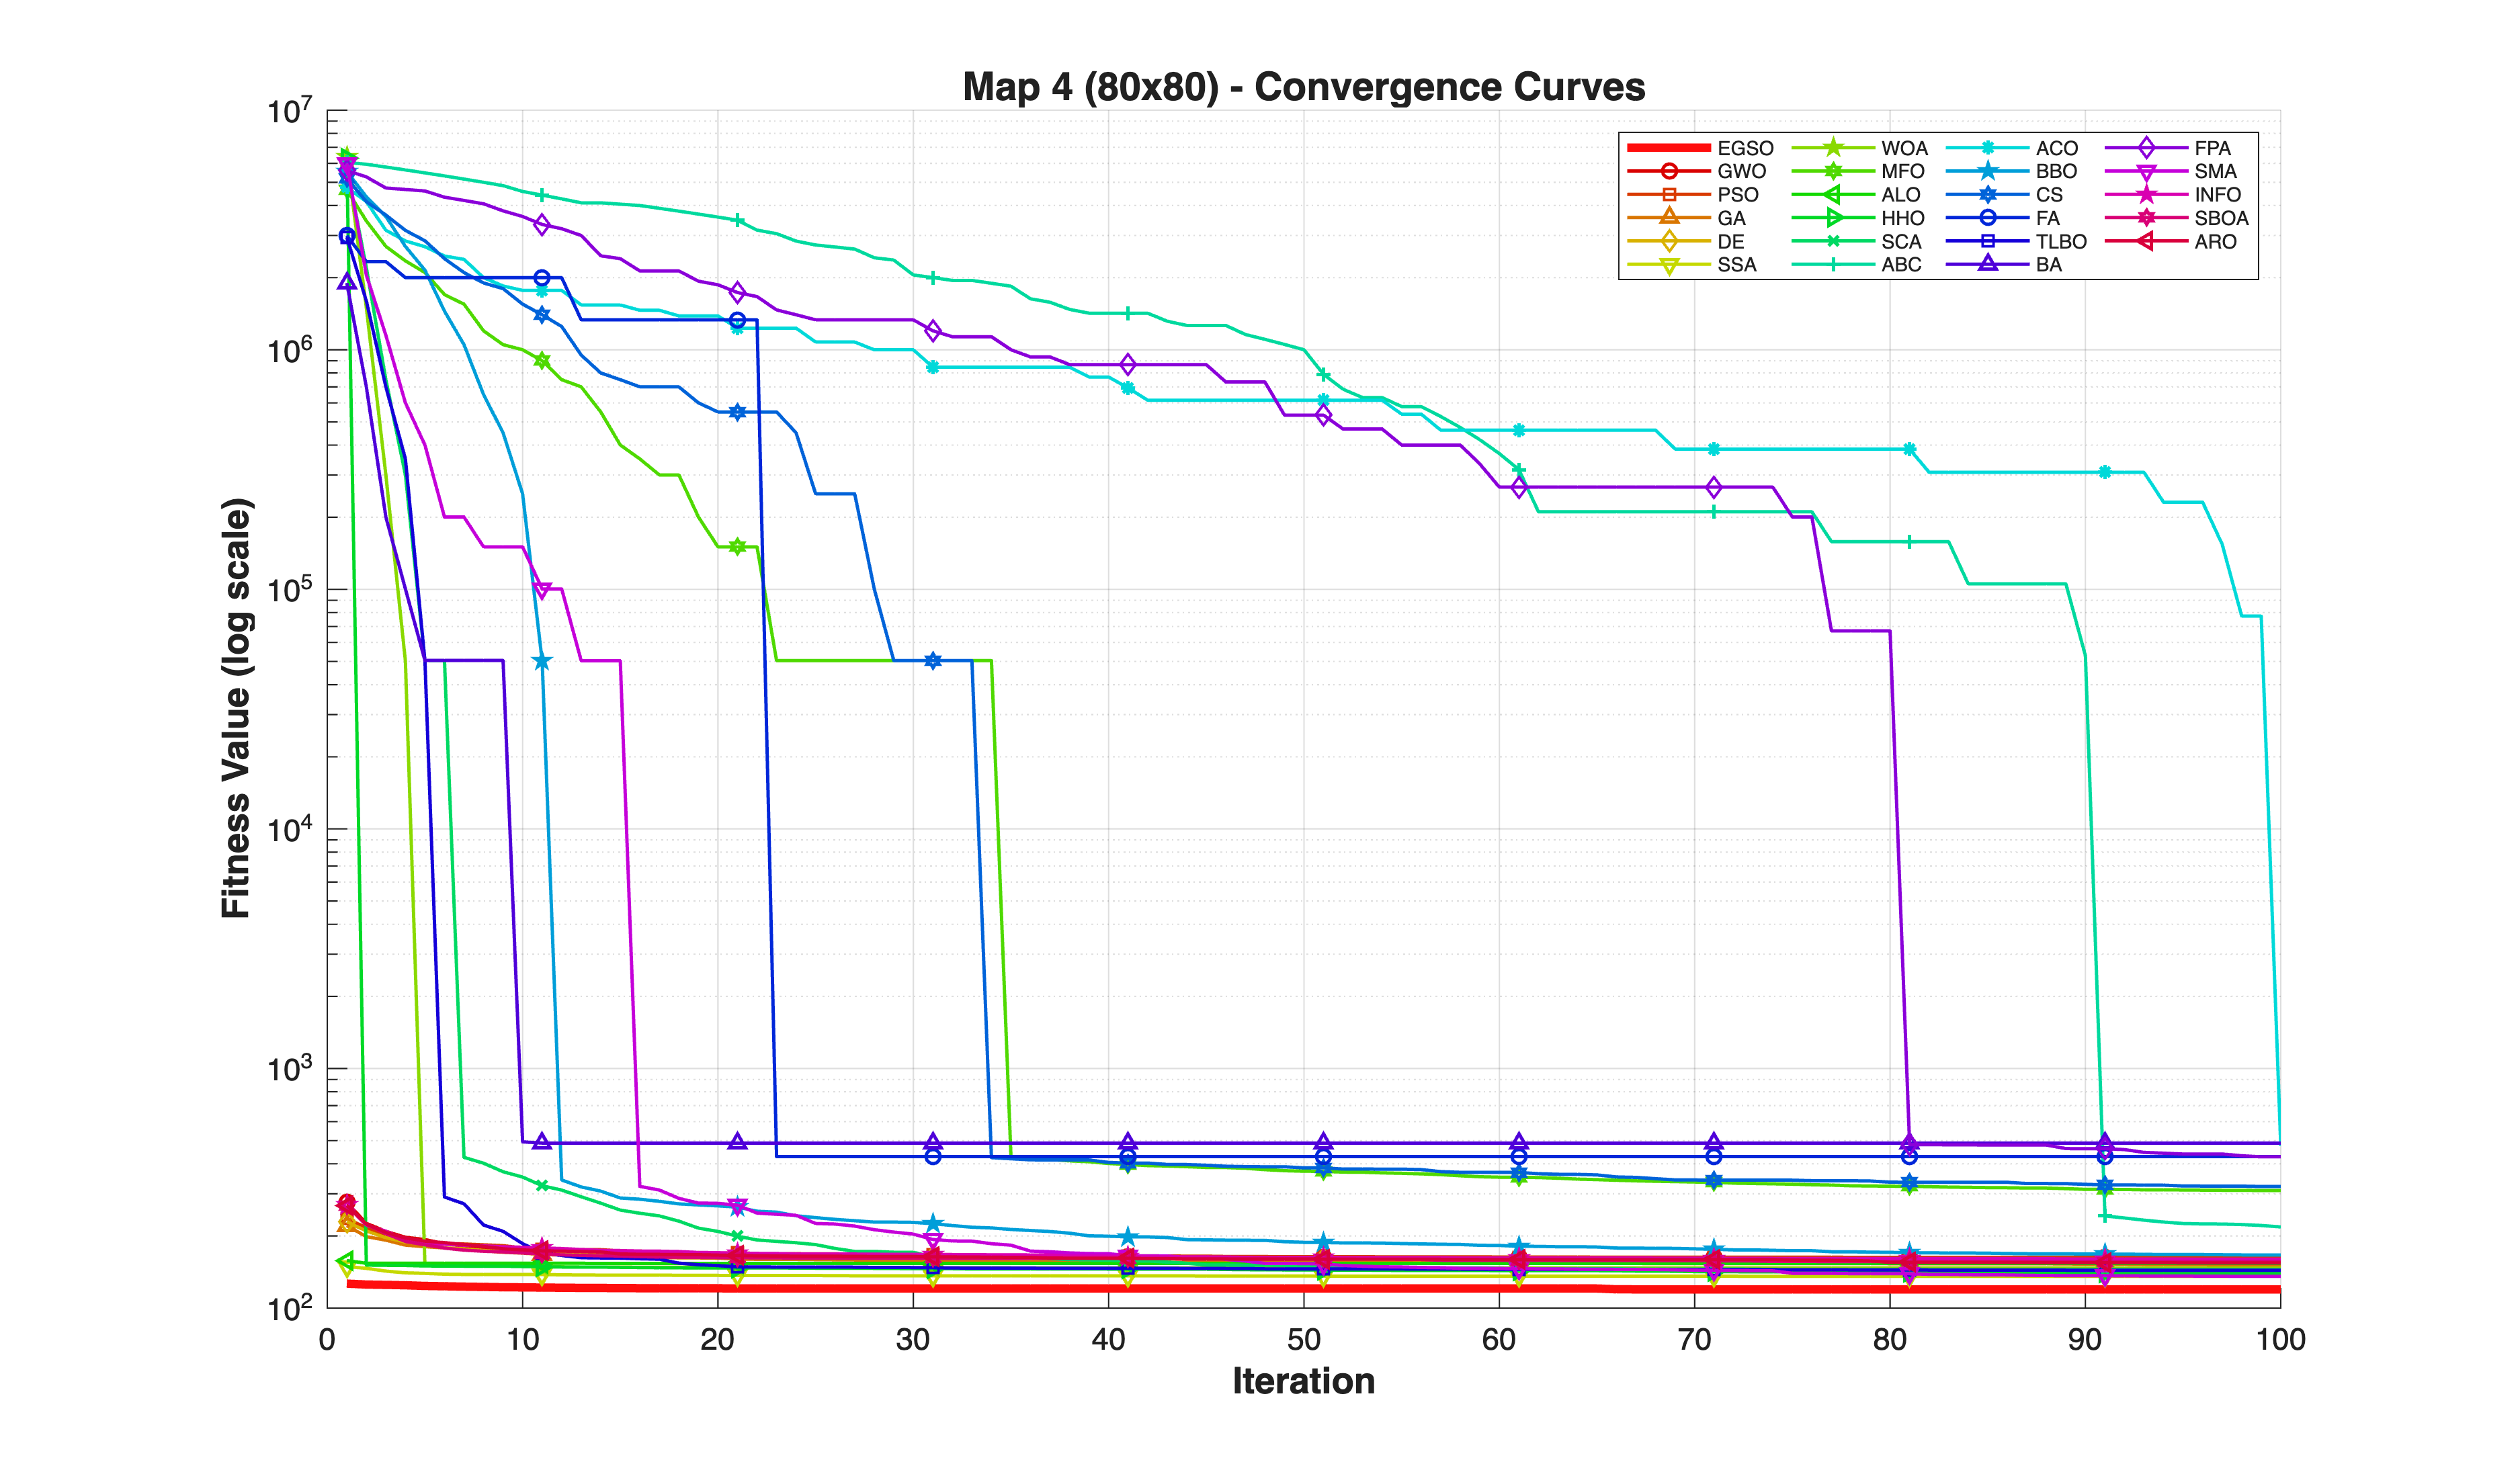 Map 4 (80x80) - Convergence Curves
10^7
10^6
10^5
10^4
10^3
10^2
Fitness Value (log scale)
EGSO WOA ACO FPA
GWO MFO BBO SMA
PSO ALO CS INFO
GA HHO FA SBOA
DE SCA TLBO ARO
SSA ABC BA
0 10 20 30 40 50 60 70 80 90 100
Iteration